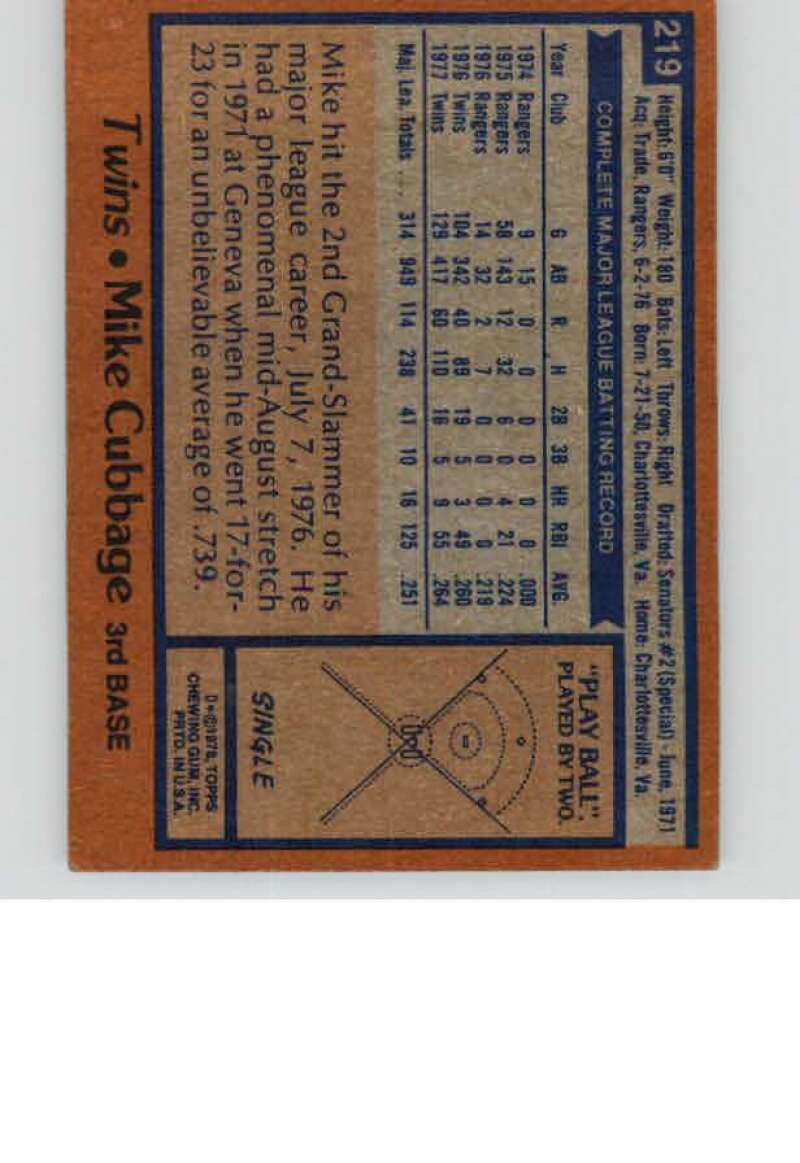 219
Height: 6'0" Weight: 180 Bats: Left Throws: Right Drafted: Senators #2 (Special) - June, 1971
Acq: Trade, Rangers, 6-2-76 Born: 7-21-50, Charlottesville, Va. Home: Charlottesville, Va.
COMPLETE MAJOR LEAGUE BATTING RECORD
Year Club G AB R H 2B 3B HR RBI AVG.
1974 Rangers 9 15 0 0 0 0 0 0 .000
1975 Rangers 58 143 12 32 6 0 4 21 .224
1976 Rangers 14 32 2 7 0 0 0 0 .219
1976 Twins 104 342 40 89 19 5 3 49 .260
1977 Twins 129 417 60 110 16 5 9 55 .264
Maj. Lea. Totals .... 314 949 114 238 41 10 16 125 .251
Mike hit the 2nd Grand-Slammer of his
major league career, July 7, 1976. He
had a phenomenal mid-August stretch
in 1971 at Geneva when he went 17-for-
23 for an unbelievable average of .739.
"PLAY BALL"
PLAYED BY TWO.
SINGLE
D*©1978, TOPPS
CHEWING GUM, INC.
PRTD. IN U.S.A.
Twins • Mike Cubbage 3rd BASE